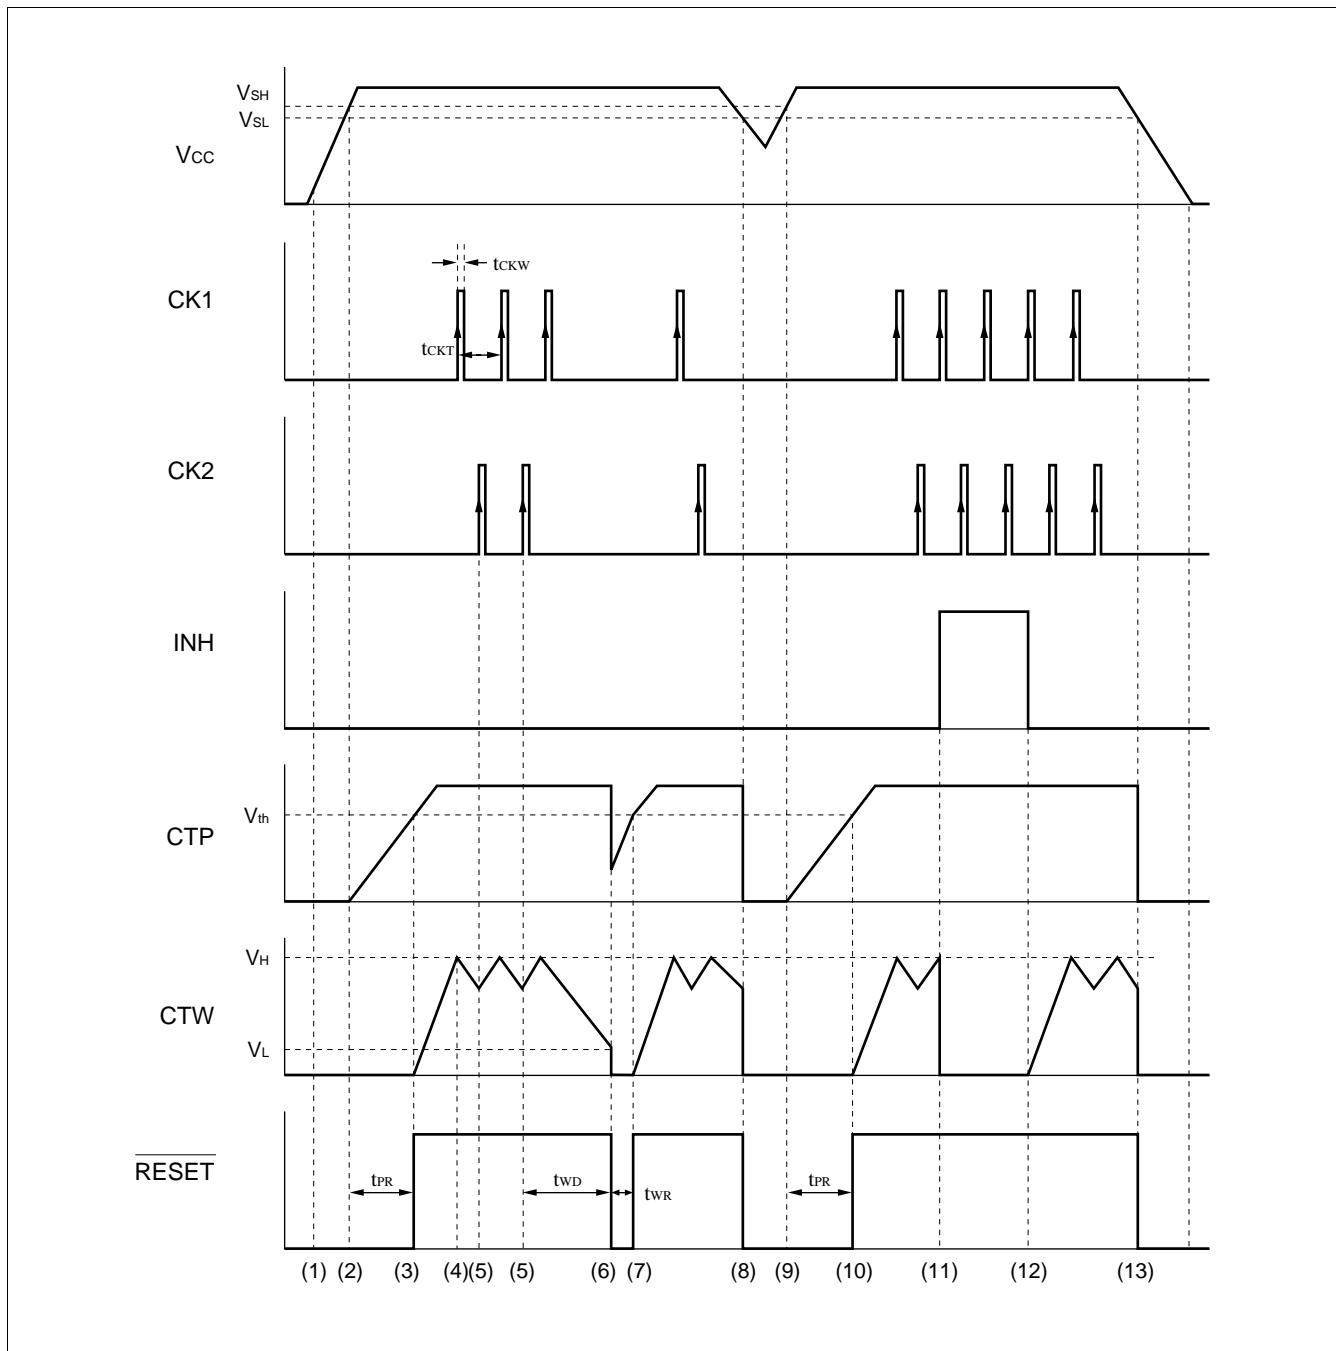 VSH
VSL
VCC
tCKW
CK1
tCKT
CK2
INH
Vth
CTP
VH
CTW
VL
RESET
tPR
tWD
tWR
tPR
(1) (2) (3) (4) (5) (5) (6) (7) (8) (9) (10) (11) (12) (13)